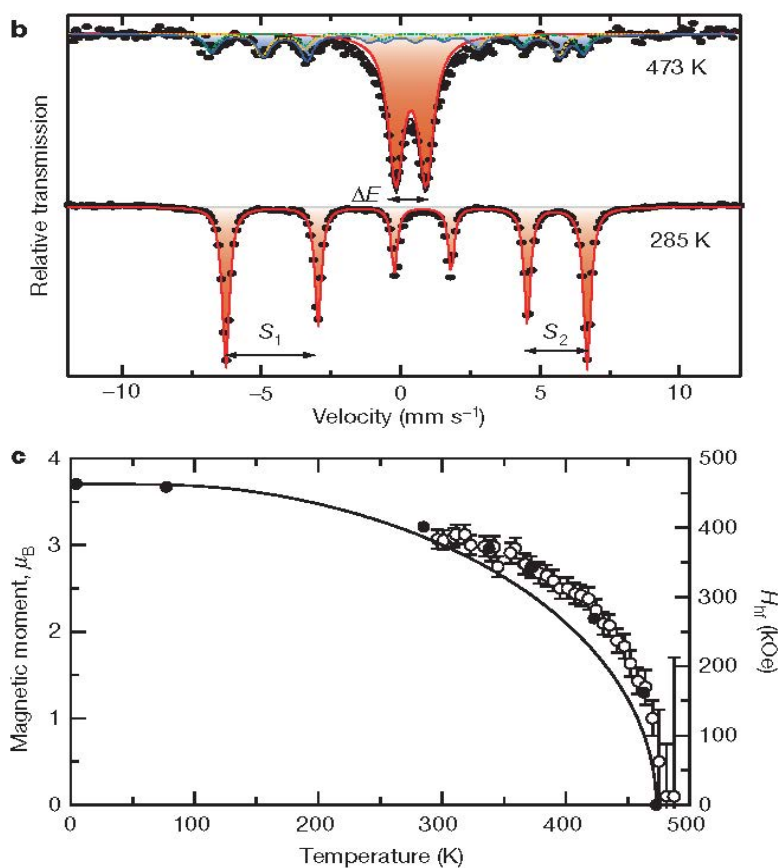 b
473 K
ΔE
285 K
S1
S2
Relative transmission
−10
−5
0
5
10
Velocity (mm s−1)
c
4
3
2
1
0
Magnetic moment, μB
500
400
300
200
100
0
Hhf (kOe)
0
100
200
300
400
500
Temperature (K)